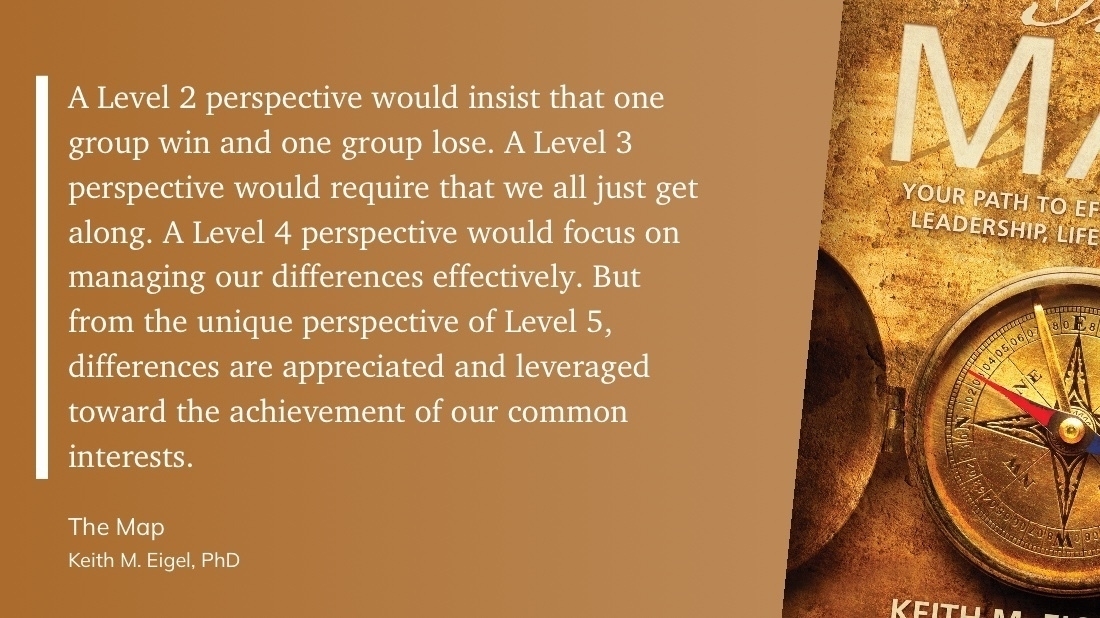 A Level 2 perspective would insist that one
group win and one group lose. A Level 3
perspective would require that we all just get
along. A Level 4 perspective would focus on
managing our differences effectively. But
from the unique perspective of Level 5,
differences are appreciated and leveraged
toward the achievement of our common
interests.
The Map
Keith M. Eigel, PhD
YOUR PATH TO
LEADERSHIP, LIFE
KEITH M.